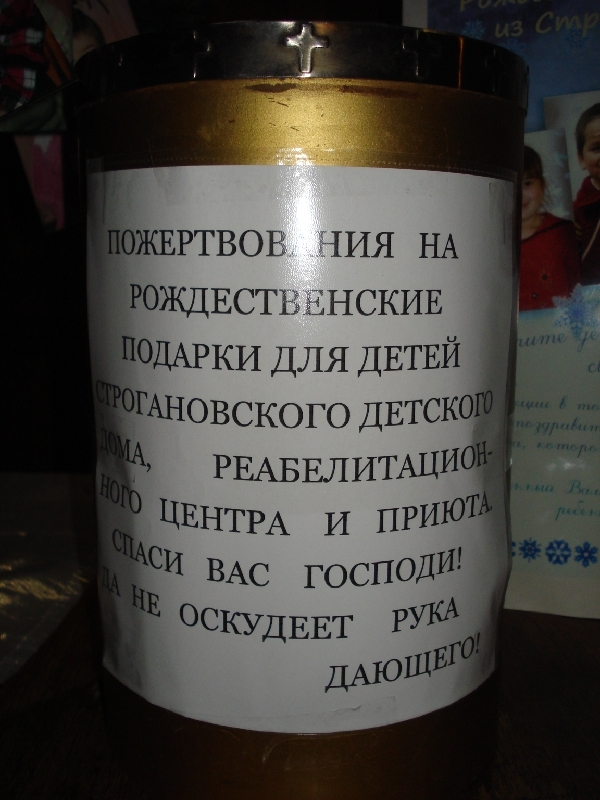 ПОЖЕРТВОВАНИЯ НА
РОЖДЕСТВЕНСКИЕ
ПОДАРКИ ДЛЯ ДЕТЕЙ
СТРОГАНОВСКОГО ДЕТСКОГО
ДОМА, РЕАБЕЛИТАЦИОН-
НОГО ЦЕНТРА И ПРИЮТА.
СПАСИ ВАС ГОСПОДИ!
ДА НЕ ОСКУДЕЕТ РУКА
ДАЮЩЕГО!
из